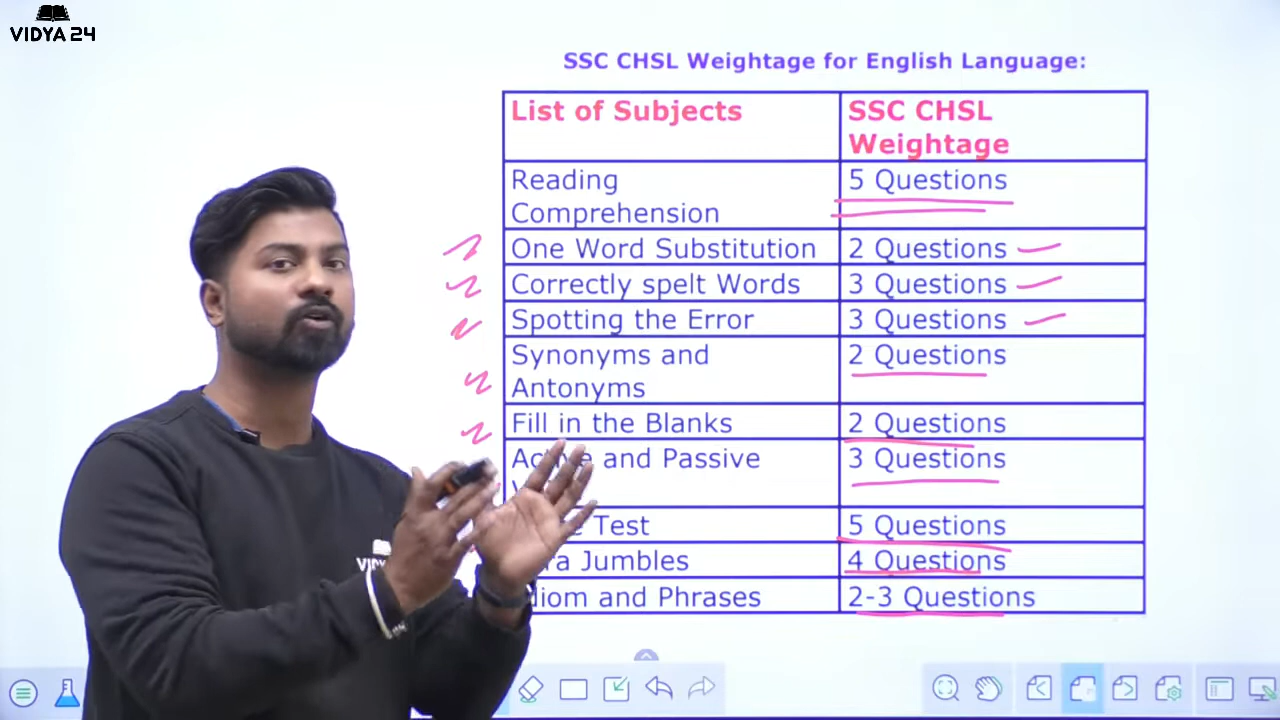 VIDYA 24
SSC CHSL Weightage for English Language:
List of Subjects
SSC CHSL
Weightage
Reading
Comprehension
5 Questions
One Word Substitution
2 Questions
Correctly spelt Words
3 Questions
Spotting the Error
3 Questions
Synonyms and
Antonyms
2 Questions
Fill in the Blanks
2 Questions
and Passive
3 Questions
Test
5 Questions
Jumbles
4 Questions
and Phrases
2-3 Questions